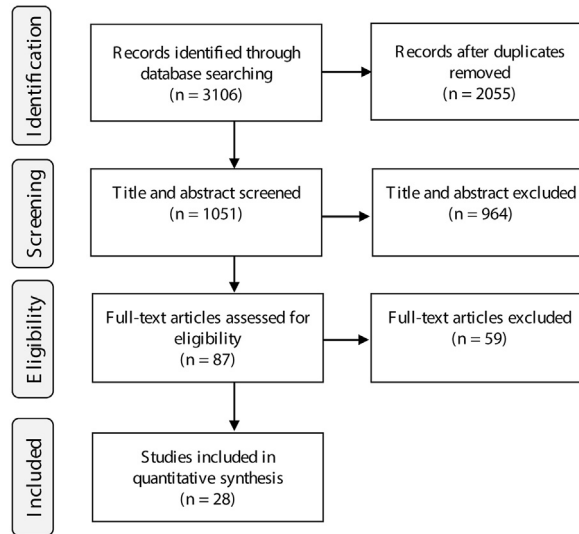 Identification
Records identified through
database searching
(n = 3106)
Records after duplicates
removed
(n = 2055)
Screening
Title and abstract screened
(n = 1051)
Title and abstract excluded
(n = 964)
Eligibility
Full-text articles assessed for
eligibility
(n = 87)
Full-text articles excluded
(n = 59)
Included
Studies included in
quantitative synthesis
(n = 28)